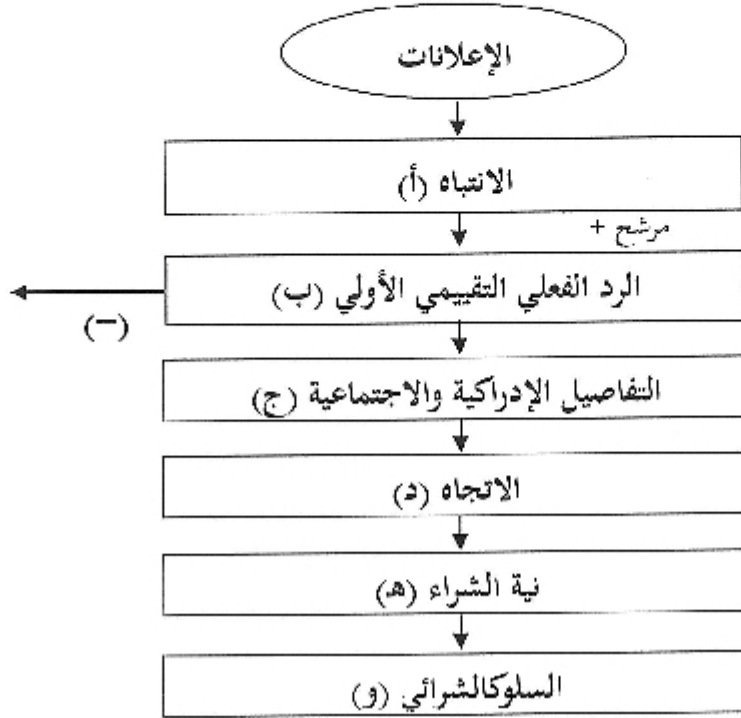 الإعلانات
الانتباه (أ)
مرشح +
الرد الفعلي التقييمي الأولي (ب)
(–)
التفاصيل الإدراكية والاجتماعية (ج)
الاتجاه (د)
نية الشراء (هـ)
السلوكالشرائي (و)